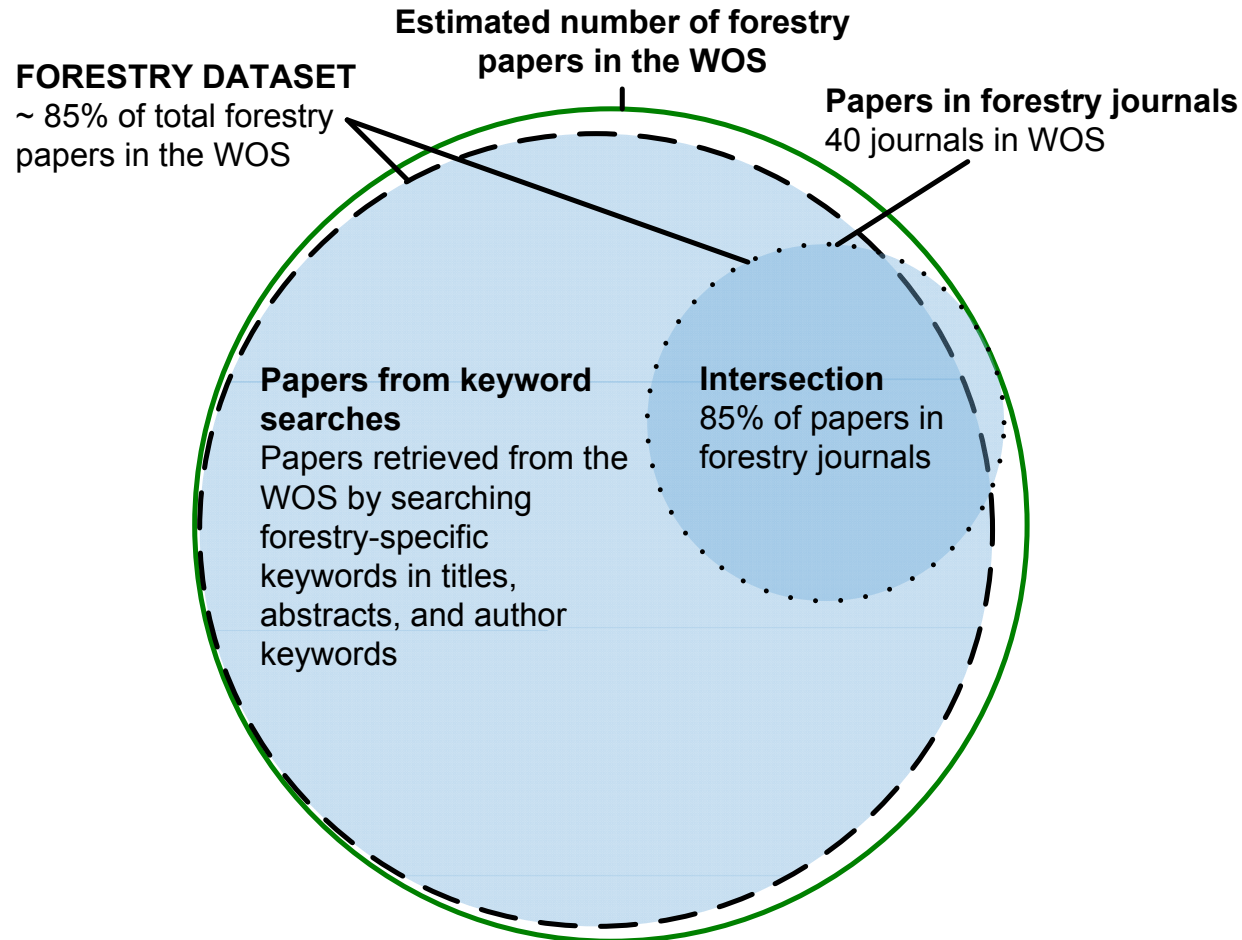 Estimated number of forestry
papers in the WOS
FORESTRY DATASET
~ 85% of total forestry
papers in the WOS
Papers in forestry journals
40 journals in WOS
Papers from keyword
searches
Papers retrieved from the
WOS by searching
forestry-specific
keywords in titles,
abstracts, and author
keywords
Intersection
85% of papers in
forestry journals